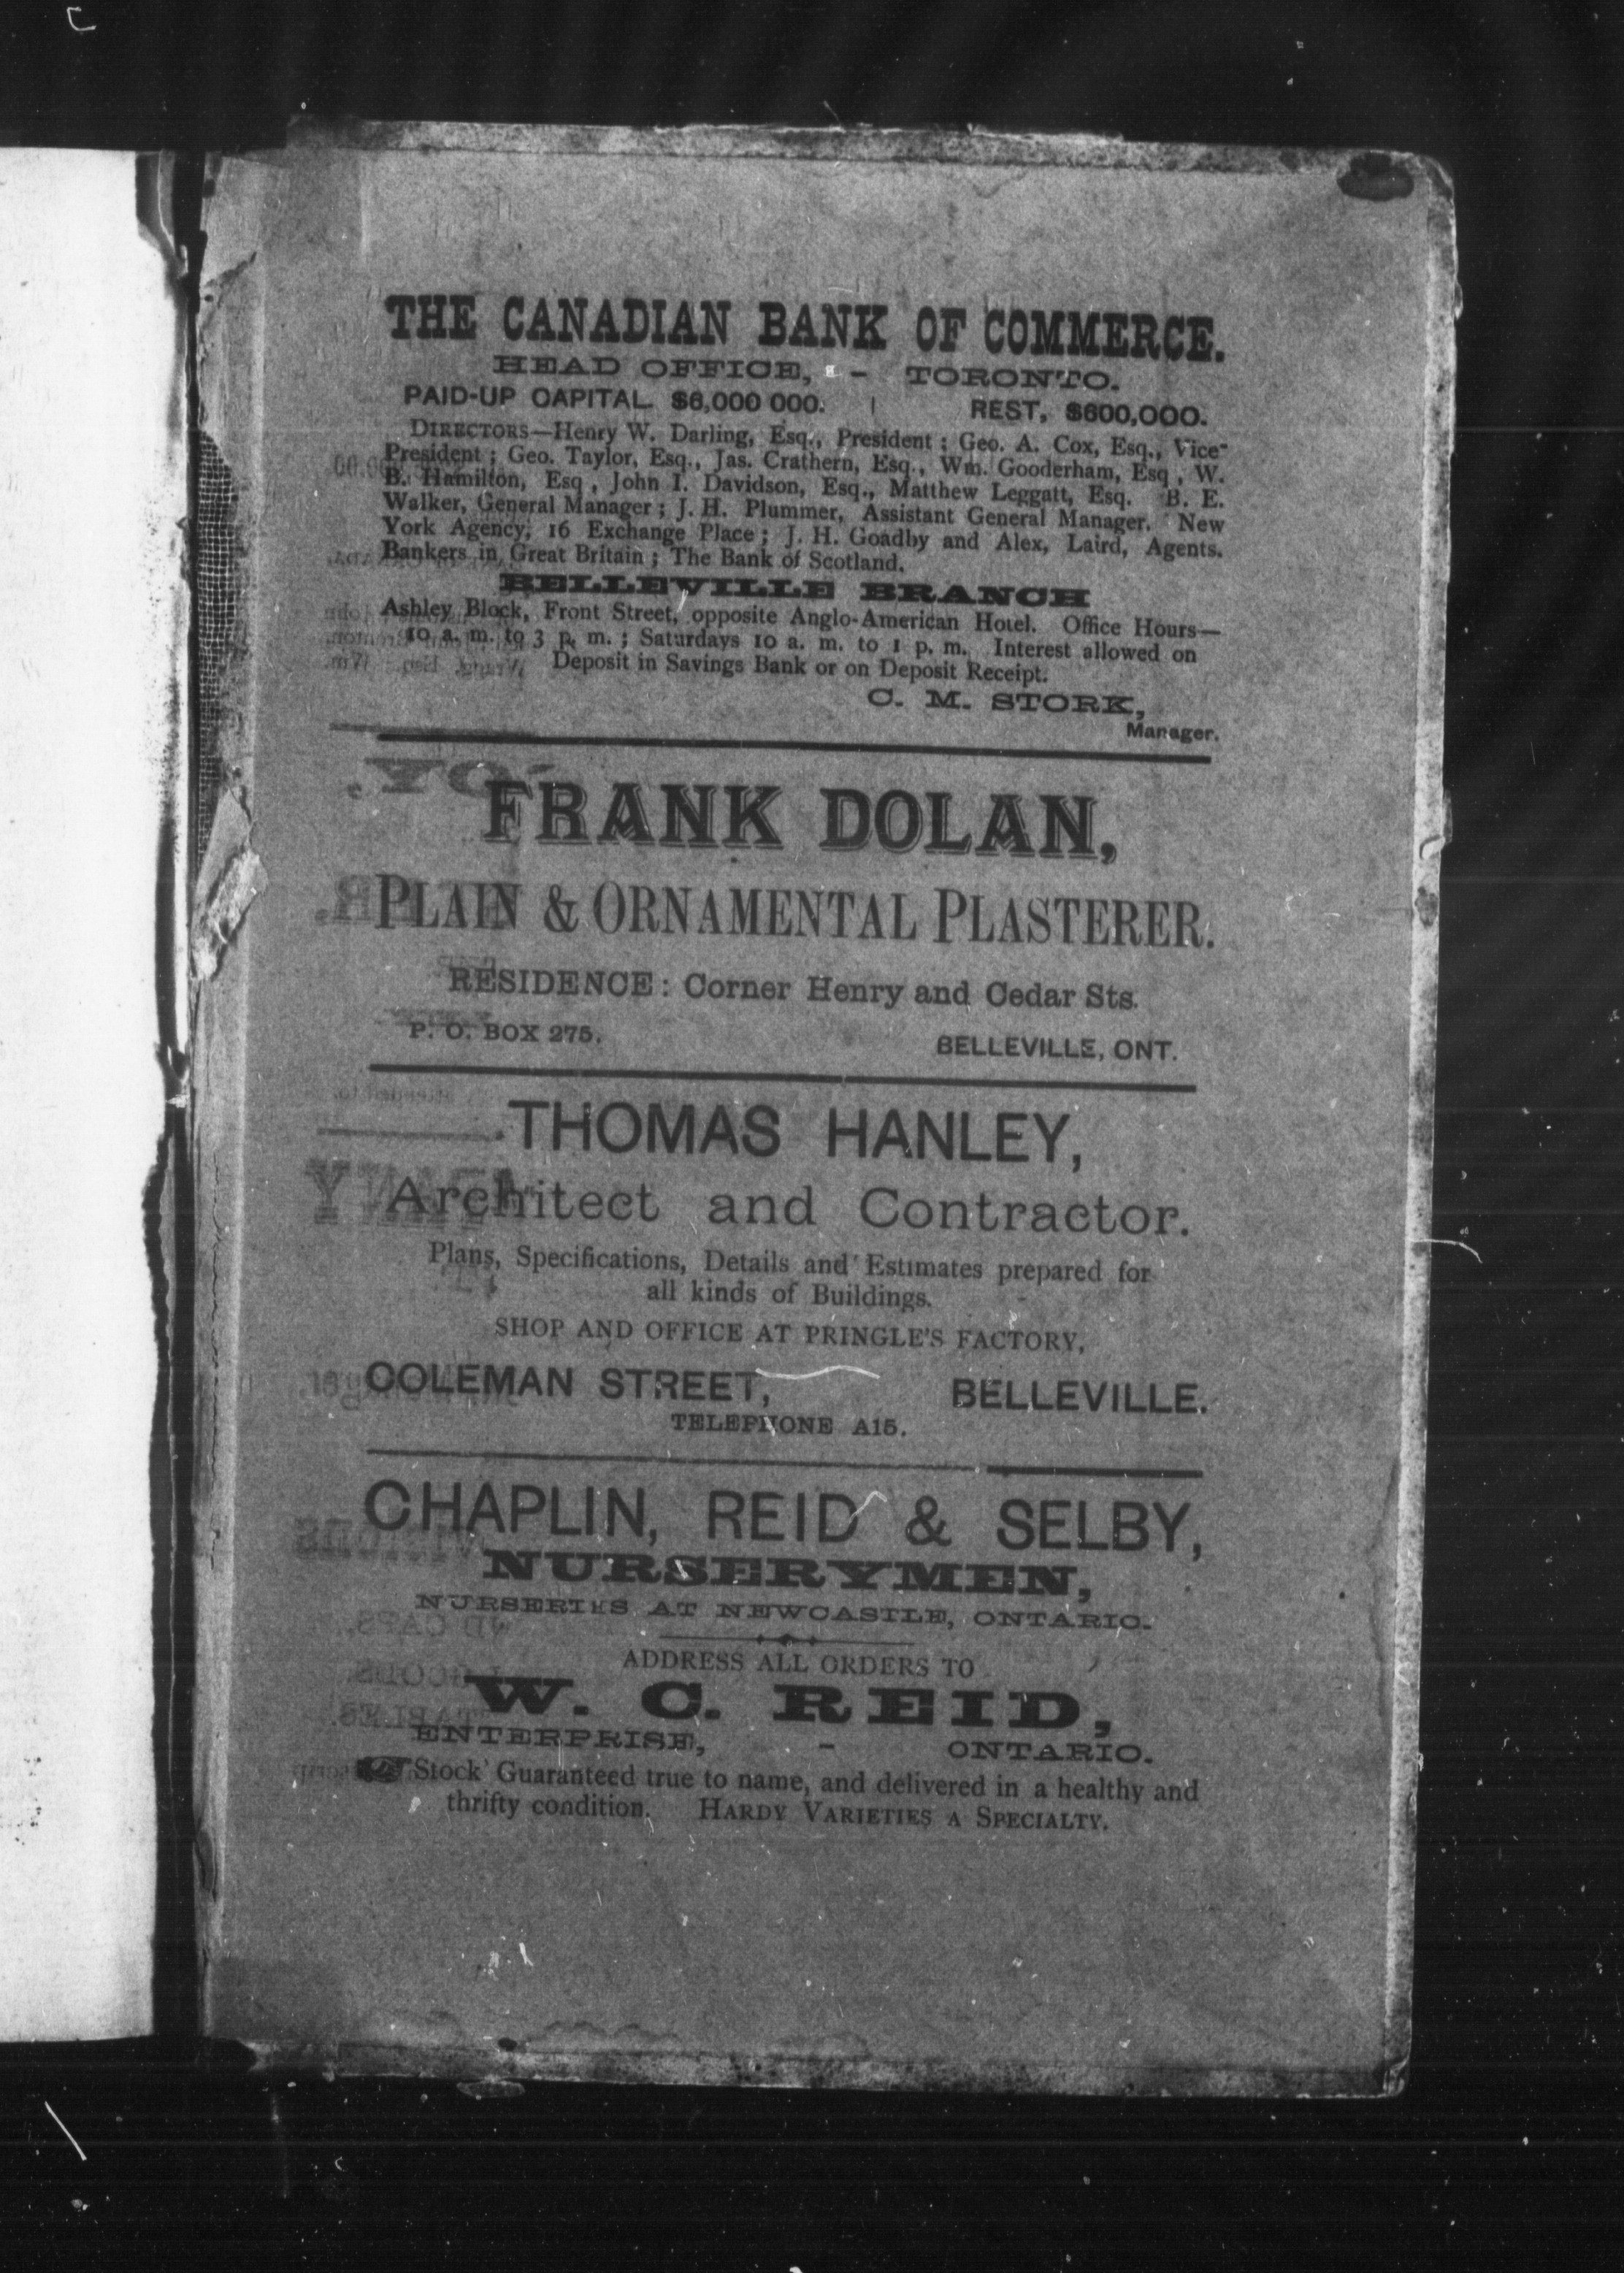 THE CANADIAN BANK OF COMMERCE.
HEAD OFFICE, - - TORONTO.
PAID-UP CAPITAL $6,000 000. | REST, $600,000.
DIRECTORS—Henry W. Darling, Esq., President ; Geo. A. Cox, Esq., Vice-
President ; Geo. Taylor, Esq., Jas. Crathern, Esq., Wm. Gooderham, Esq , W.
B. Hamilton, Esq , John I. Davidson, Esq., Matthew Leggatt, Esq. B. E.
Walker, General Manager ; J. H. Plummer, Assistant General Manager. New
York Agency, 16 Exchange Place ; J. H. Goadby and Alex, Laird, Agents.
Bankers in Great Britain ; The Bank of Scotland.
BELLEVILLE BRANCH
Ashley Block, Front Street, opposite Anglo-American Hotel. Office Hours—
10 a. m. to 3 p. m. ; Saturdays 10 a. m. to 1 p. m. Interest allowed on
Deposit in Savings Bank or on Deposit Receipt.
C. M. STORK,
Manager.
FRANK DOLAN,
PLAIN & ORNAMENTAL PLASTERER.
RESIDENCE: Corner Henry and Cedar Sts.
P. O. BOX 275. BELLEVILLE, ONT.
THOMAS HANLEY,
Architect and Contractor.
Plans, Specifications, Details and Estimates prepared for
all kinds of Buildings.
SHOP AND OFFICE AT PRINGLE'S FACTORY,
COLEMAN STREET, BELLEVILLE.
TELEPHONE A15.
CHAPLIN, REID & SELBY,
NURSERYMEN,
NURSERIES AT NEWCASTLE, ONTARIO.
ADDRESS ALL ORDERS TO
W. C. REID,
ENTERPRISE, - ONTARIO.
Stock Guaranteed true to name, and delivered in a healthy and
thrifty condition. HARDY VARIETIES A SPECIALTY.